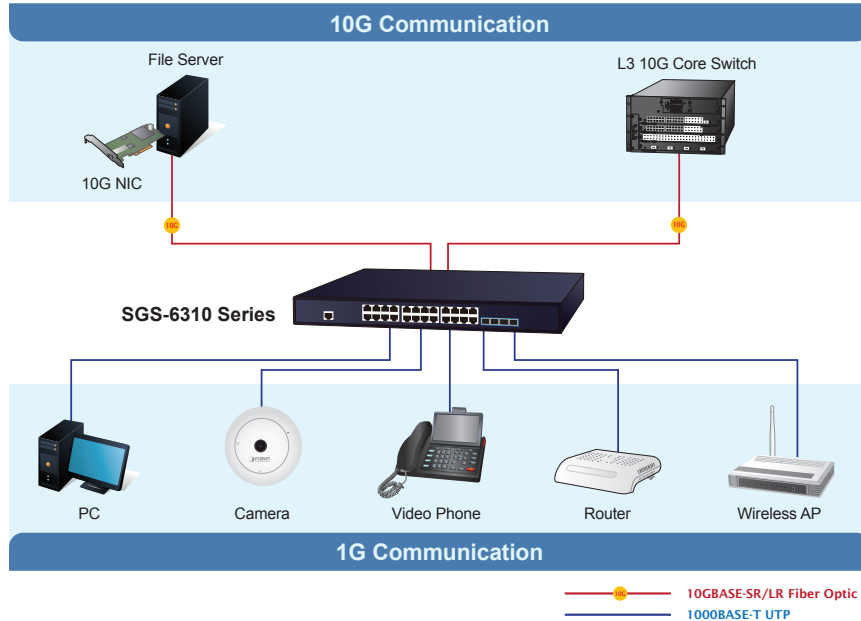 10G Communication
File Server
L3 10G Core Switch
10G NIC
10G
10G
SGS-6310 Series
PLANET
PC
Camera
Video Phone
Router
Wireless AP
1G Communication
10G
10GBASE-SR/LR Fiber Optic
1000BASE-T UTP